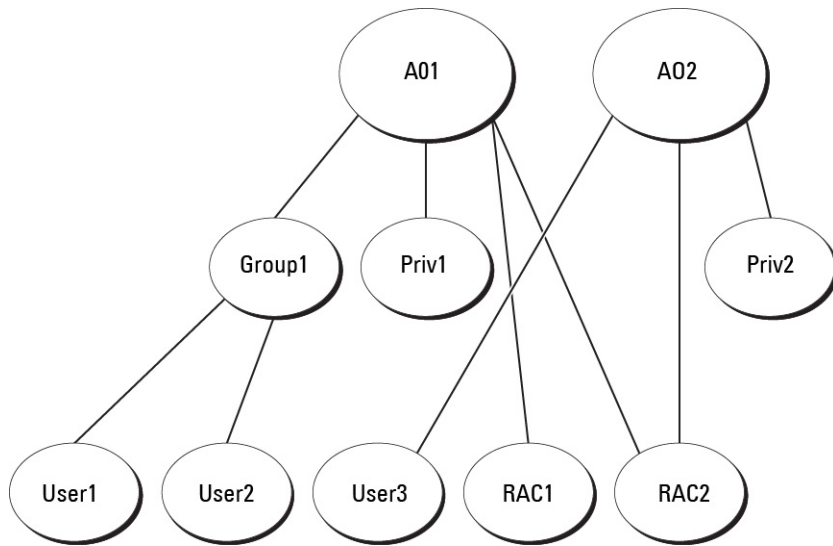 A01
AO2
Group1
Priv1
Priv2
User1
User2
User3
RAC1
RAC2